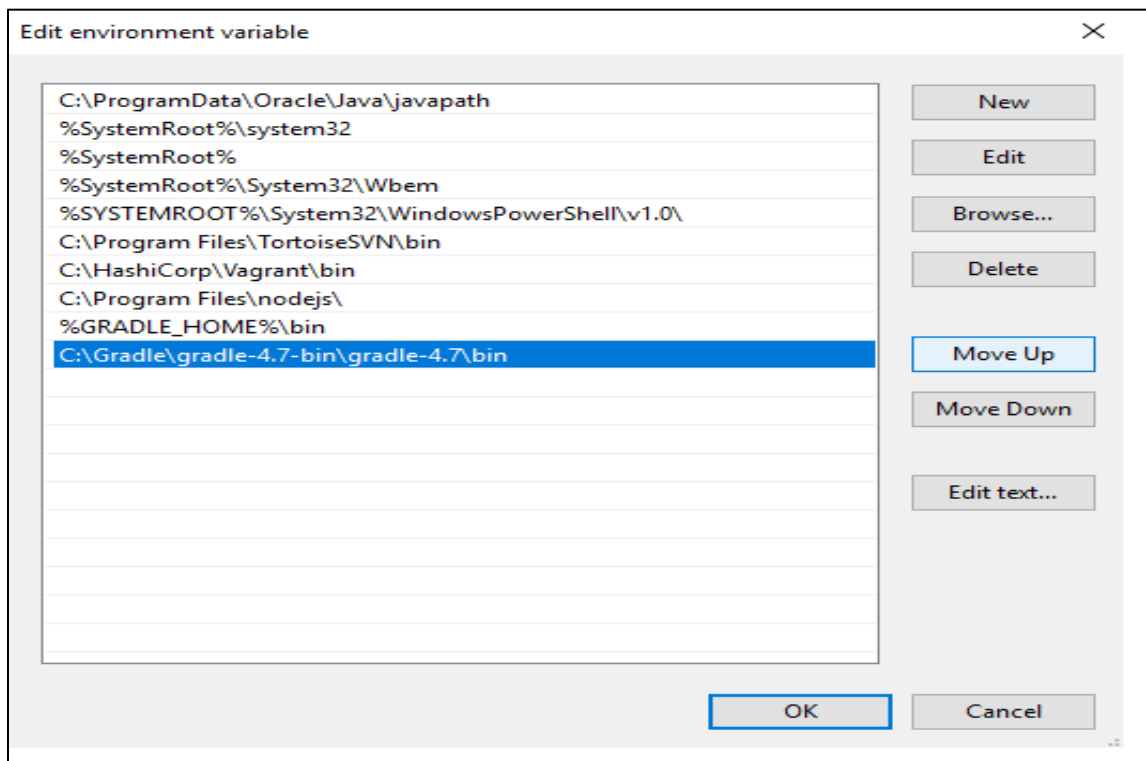 Edit environment variable
C:\ProgramData\Oracle\Java\javapath
%SystemRoot%\system32
%SystemRoot%
%SystemRoot%\System32\Wbem
%SYSTEMROOT%\System32\WindowsPowerShell\v1.0\
C:\Program Files\TortoiseSVN\bin
C:\HashiCorp\Vagrant\bin
C:\Program Files\nodejs\
%GRADLE_HOME%\bin
C:\Gradle\gradle-4.7-bin\gradle-4.7\bin
New
Edit
Browse...
Delete
Move Up
Move Down
Edit text...
OK
Cancel